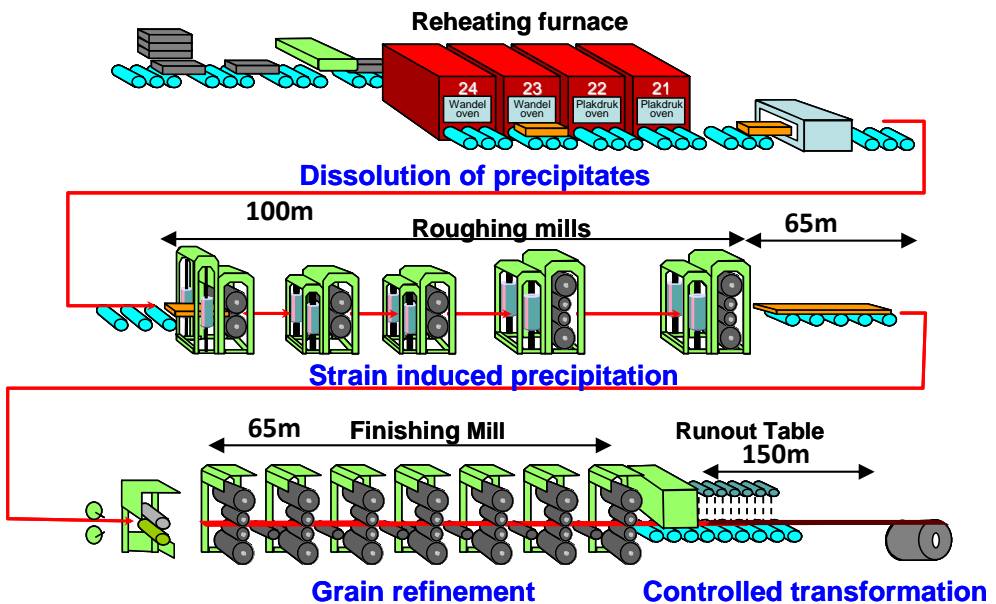 Reheating furnace
24 23 22 21
Wandel oven
Wandel oven
Plakdruk oven
Plakdruk oven
Dissolution of precipitates
100m
Roughing mills
65m
Strain induced precipitation
65m
Finishing Mill
Runout Table
150m
Grain refinement
Controlled transformation